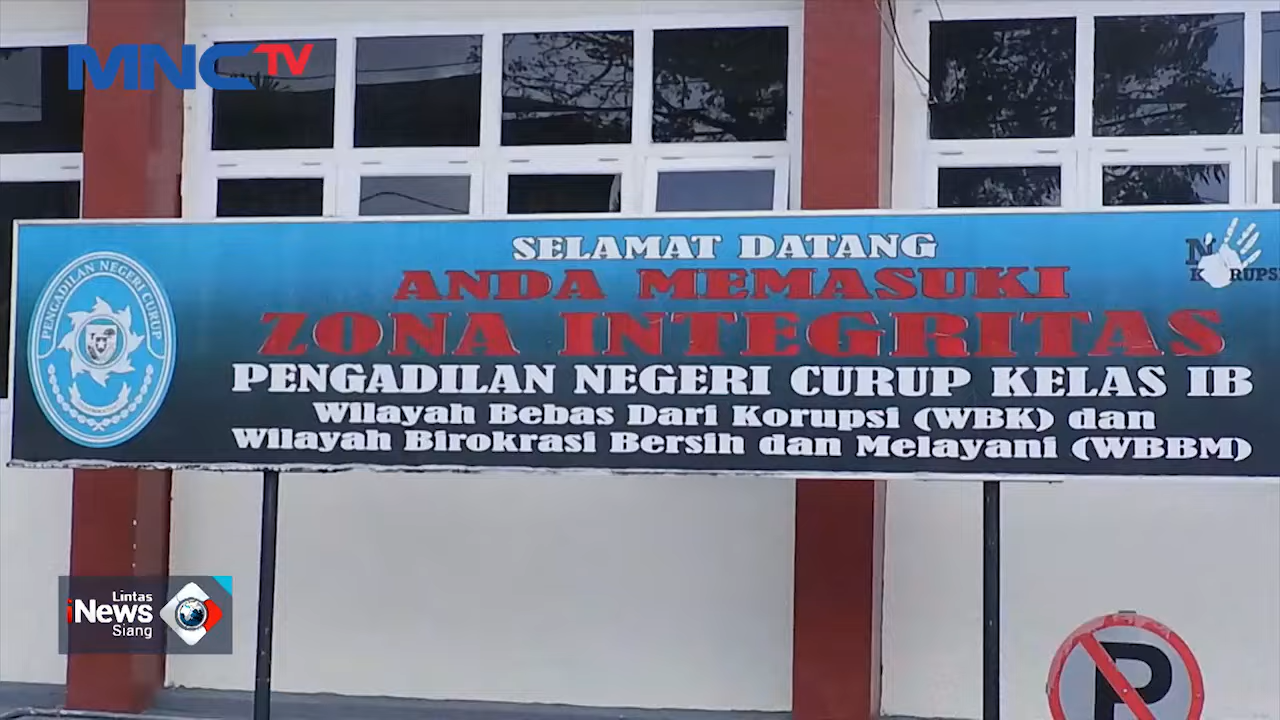 MNCTV
SELAMAT DATANG
ANDA MEMASUKI
ZONA INTEGRITAS
PENGADILAN NEGERI CURUP KELAS IB
Wilayah Bebas Dari Korupsi (WBK) dan
Wilayah Birokrasi Bersih dan Melayani (WBBM)
PENGADILAN NEGERI CURUP
Lintas
iNews
Siang
P